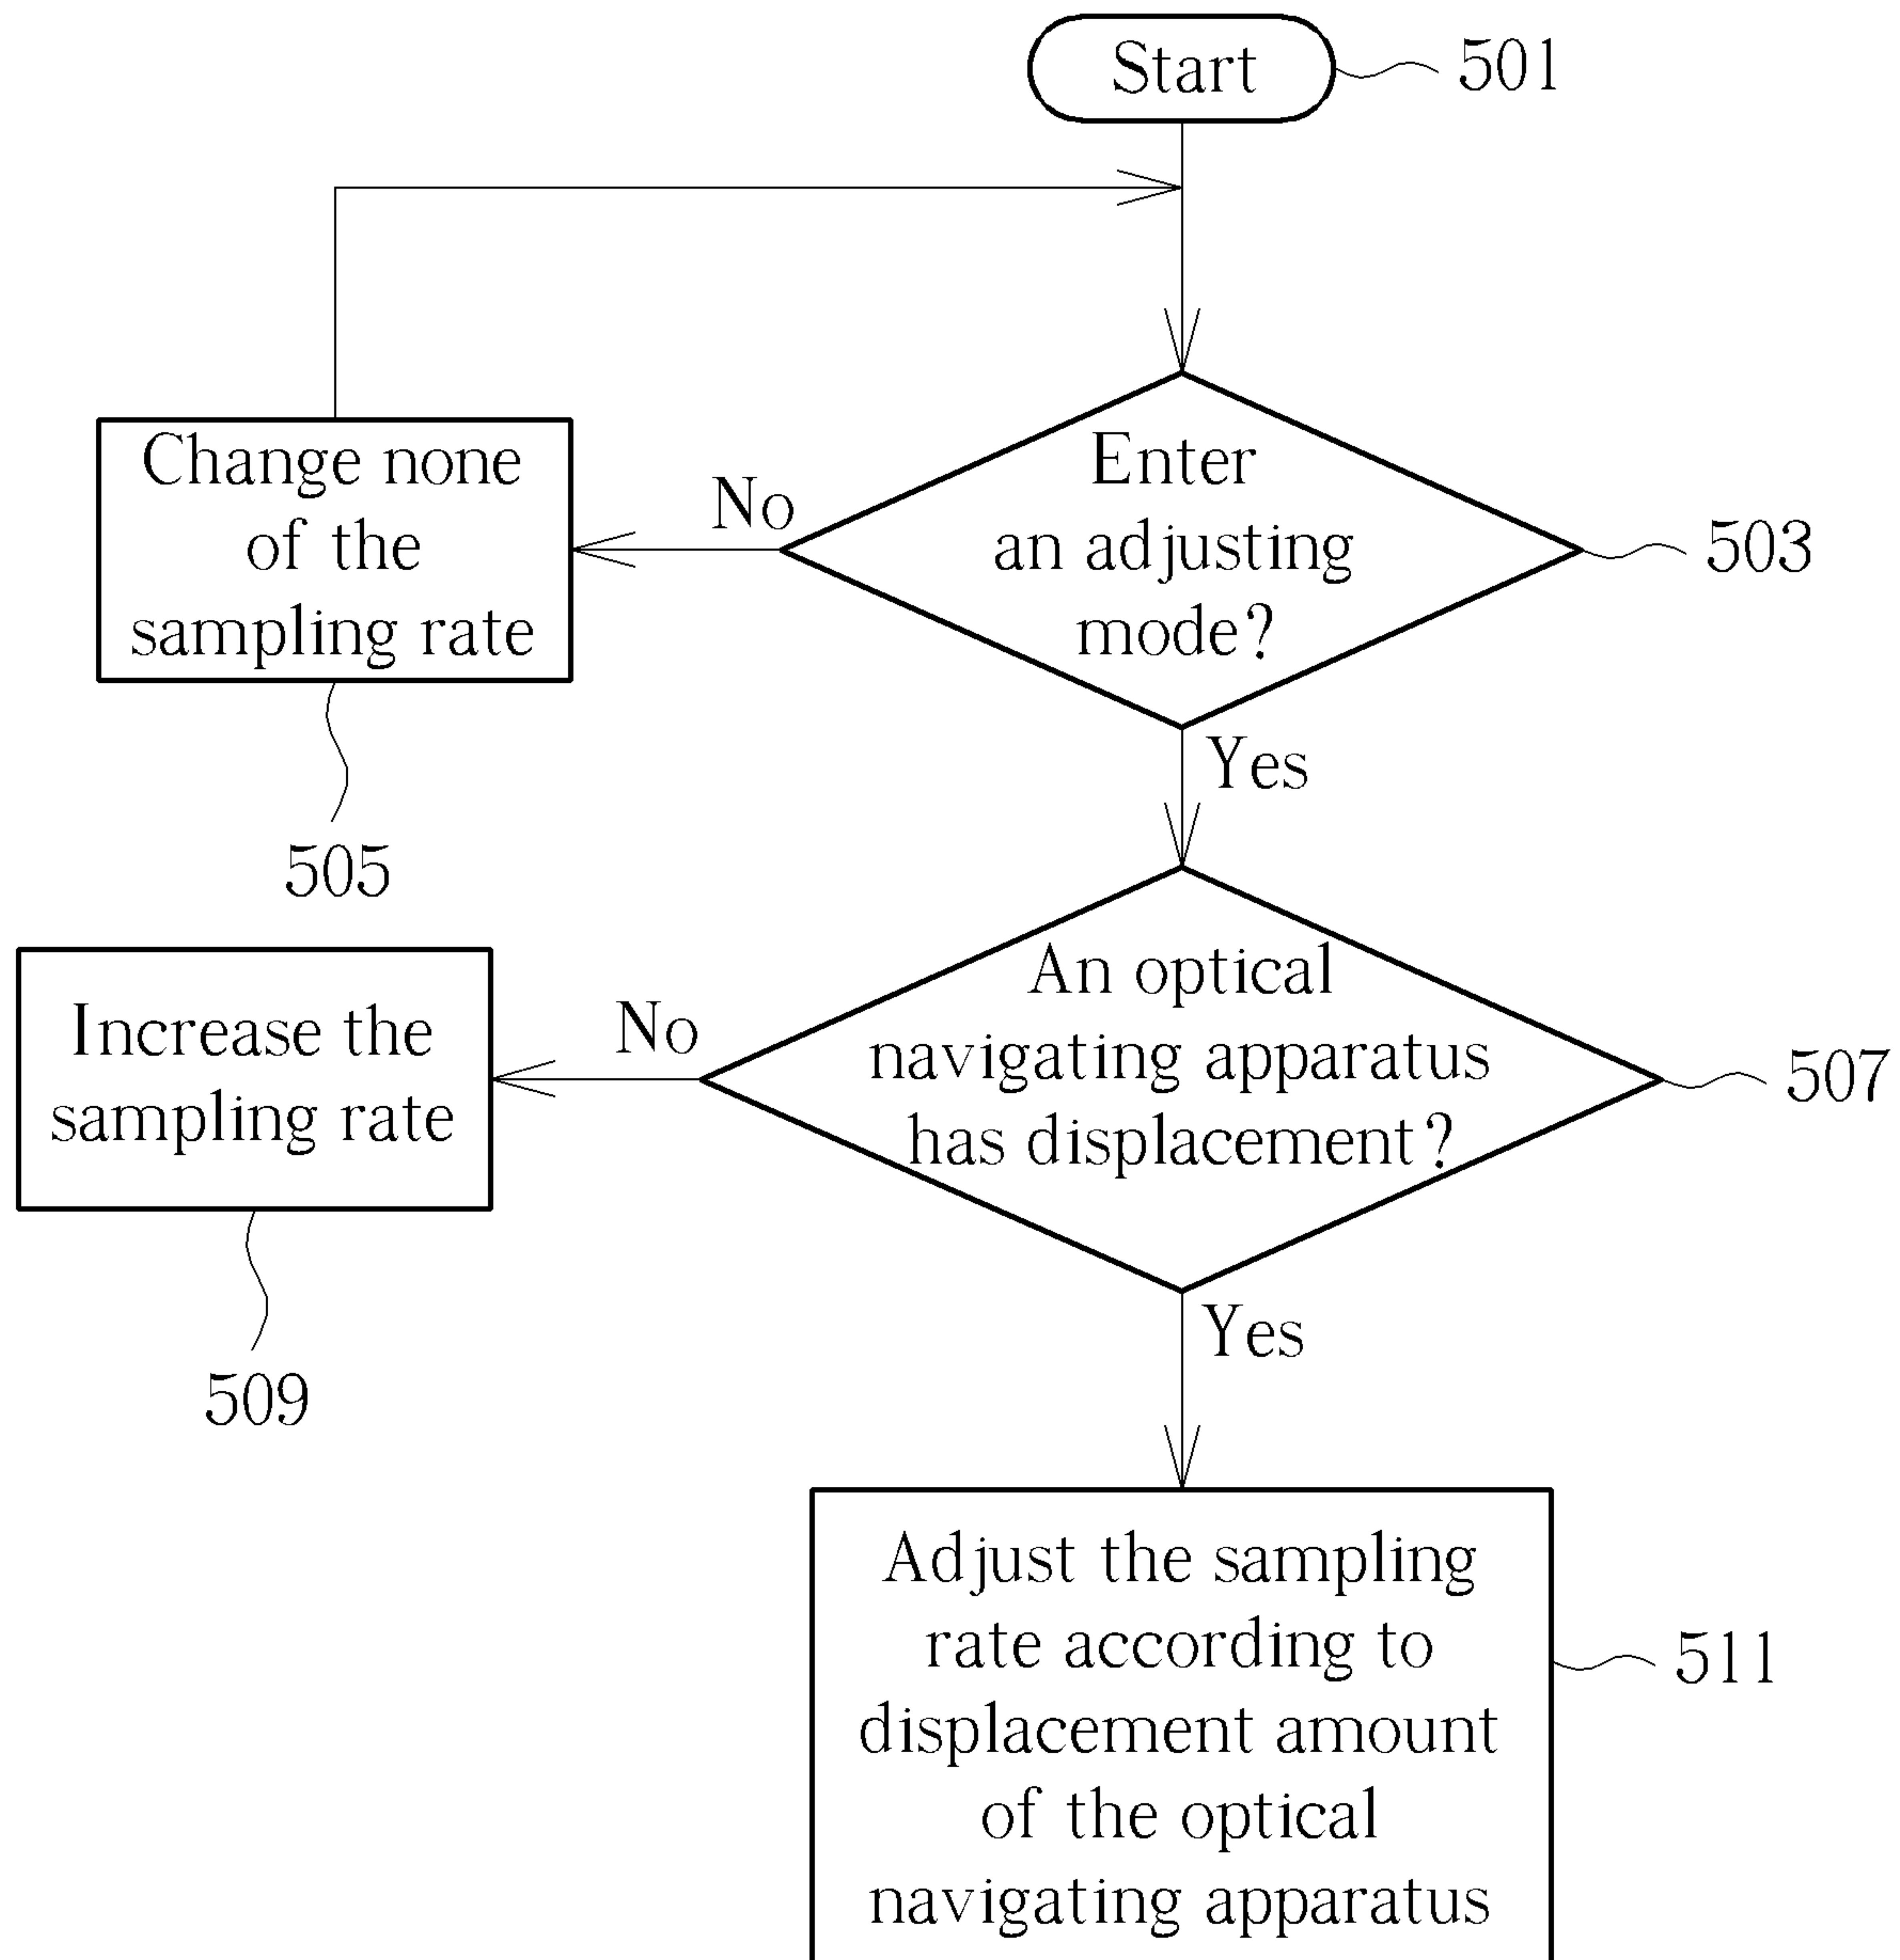 Start
501
Enter
an adjusting
mode?
503
No
Change none
of the
sampling rate
505
Yes
An optical
navigating apparatus
has displacement?
507
No
Increase the
sampling rate
509
Yes
Adjust the sampling
rate according to
displacement amount
of the optical
navigating apparatus
511